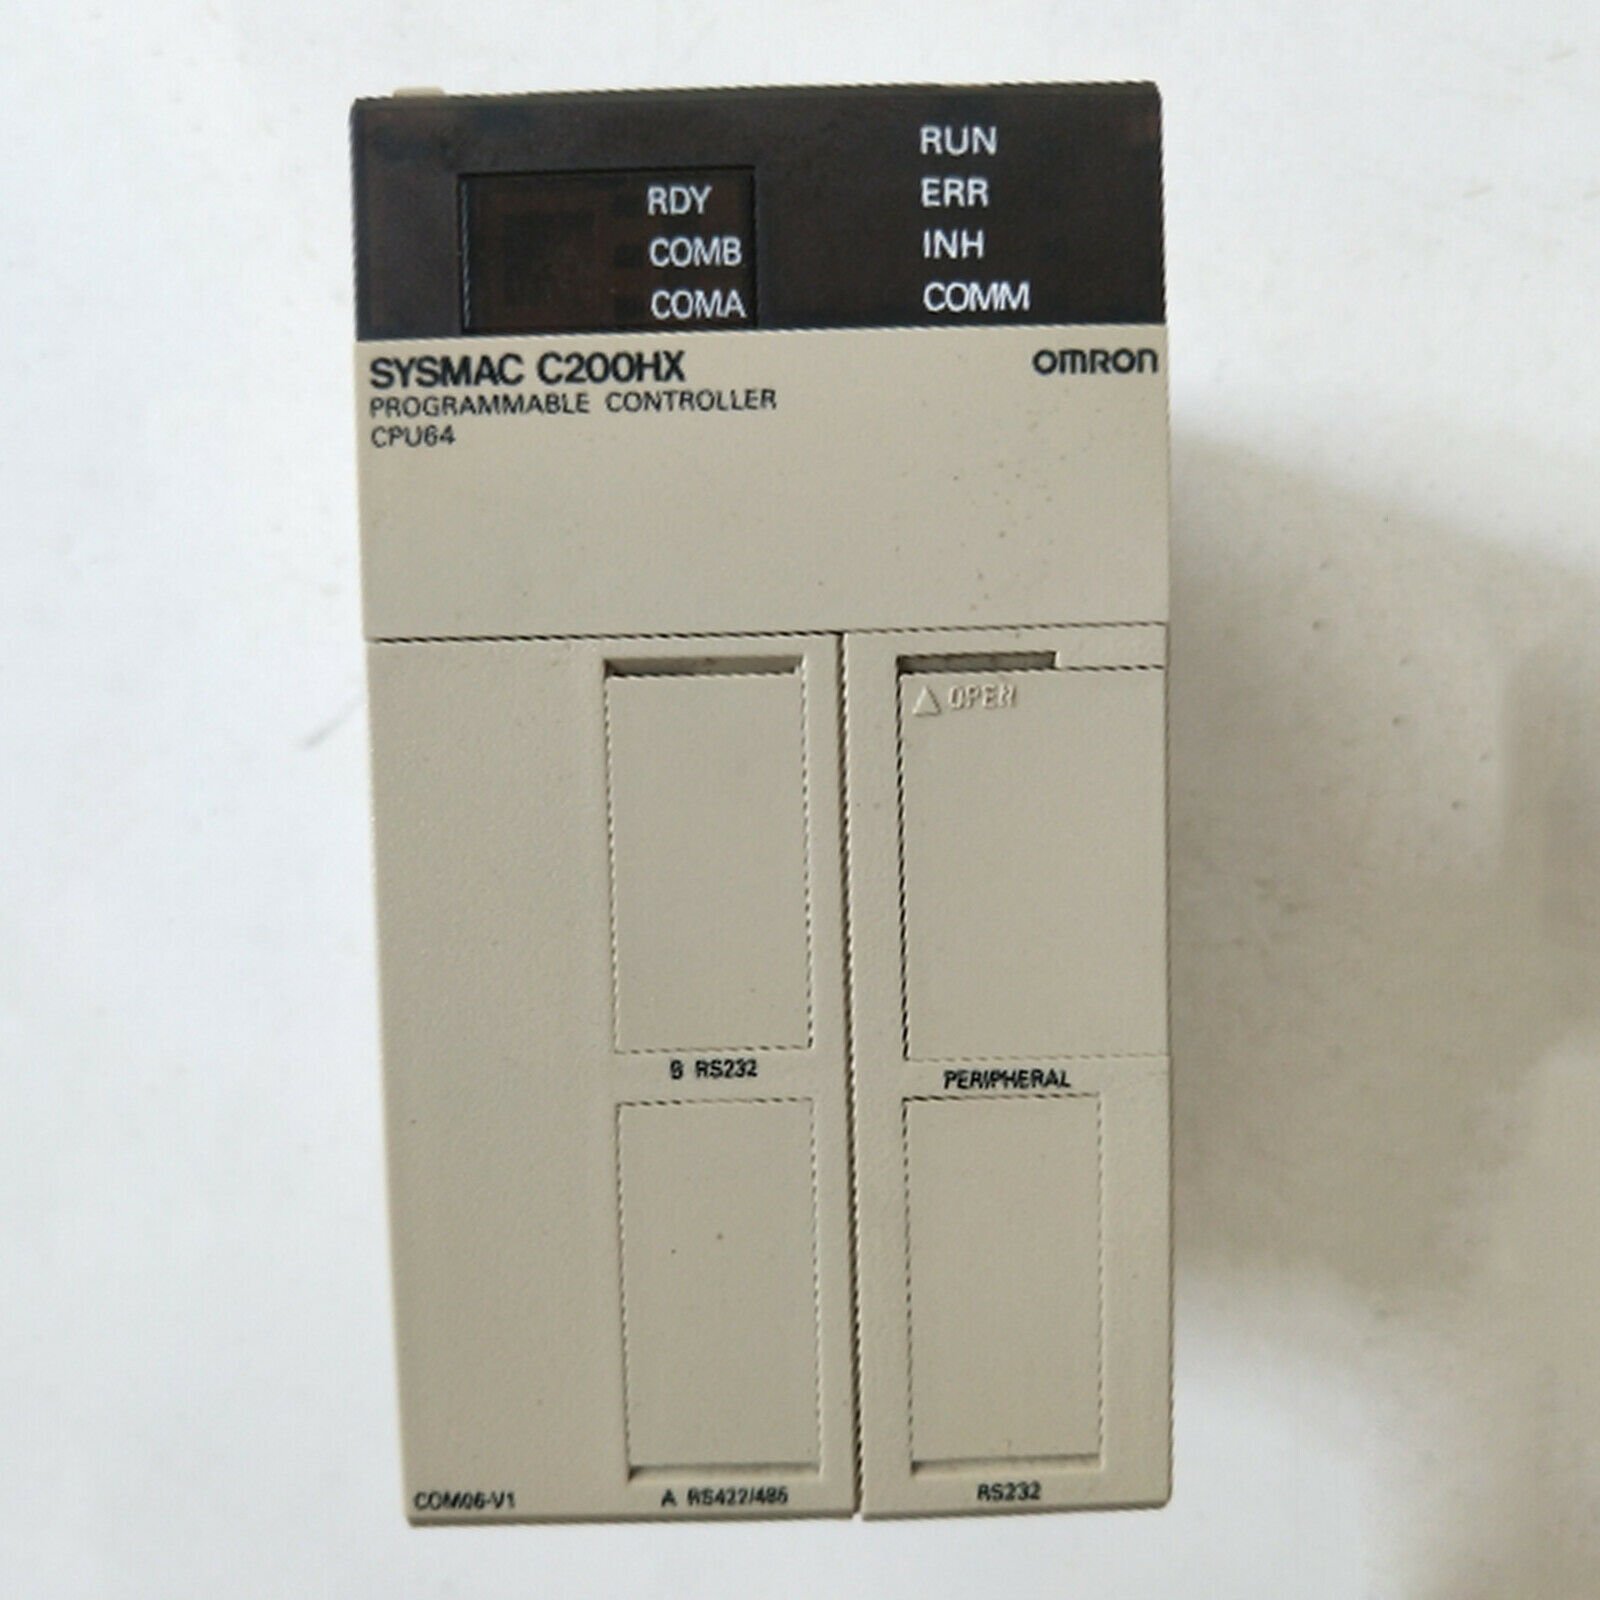 RUN
RDY
ERR
COMB
INH
COMA
COMM
SYSMAC C200HX
OMRON
PROGRAMMABLE CONTROLLER
CPU64
OPEN
B RS232
PERIPHERAL
COM06-V1
A RS422/485
RS232